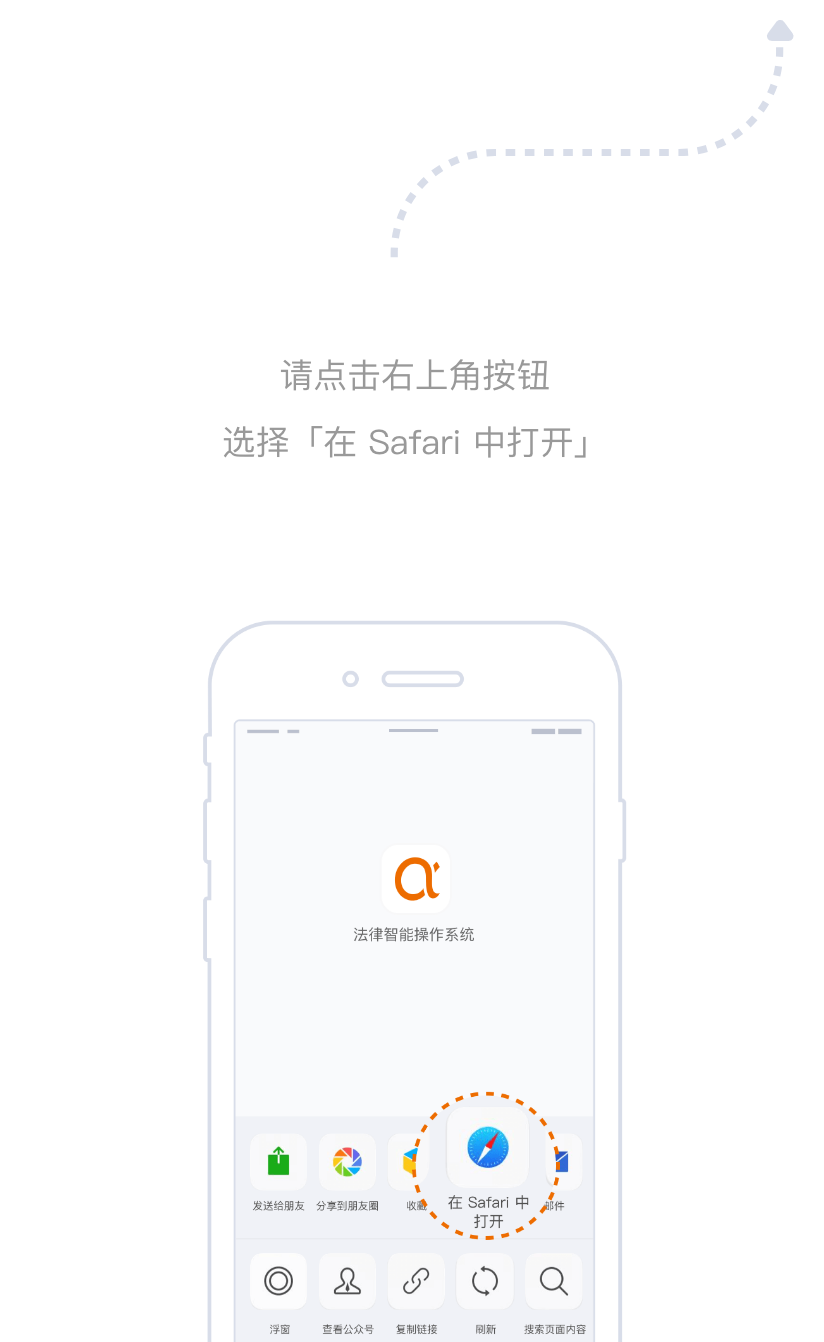 请点击右上角按钮
选择「在 Safari 中打开」
法律智能操作系统
发送给朋友 分享到朋友圈 收藏 在 Safari 中 邮件
打开
浮窗 查看公众号 复制链接 刷新 搜索页面内容